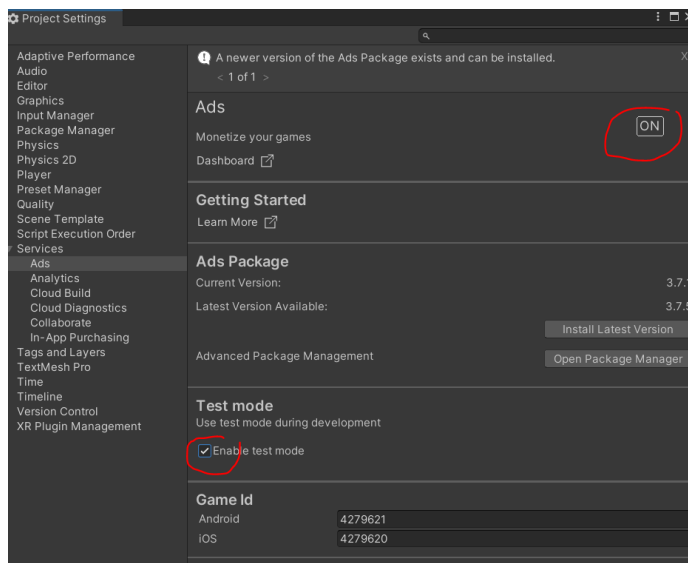 Project Settings
A newer version of the Ads Package exists and can be installed.
< 1 of 1 >
X
Adaptive Performance
Audio
Editor
Graphics
Input Manager
Package Manager
Physics
Physics 2D
Player
Preset Manager
Quality
Scene Template
Script Execution Order
Services
Ads
Analytics
Cloud Build
Cloud Diagnostics
Collaborate
In-App Purchasing
Tags and Layers
TextMesh Pro
Time
Timeline
Version Control
XR Plugin Management
Ads
ON
Monetize your games
Dashboard
Getting Started
Learn More
Ads Package
Current Version:
Latest Version Available:
Install Latest Version
Advanced Package Management
Open Package Manager
Test mode
Use test mode during development
Enable test mode
Game Id
Android 4279621
iOS 4279620